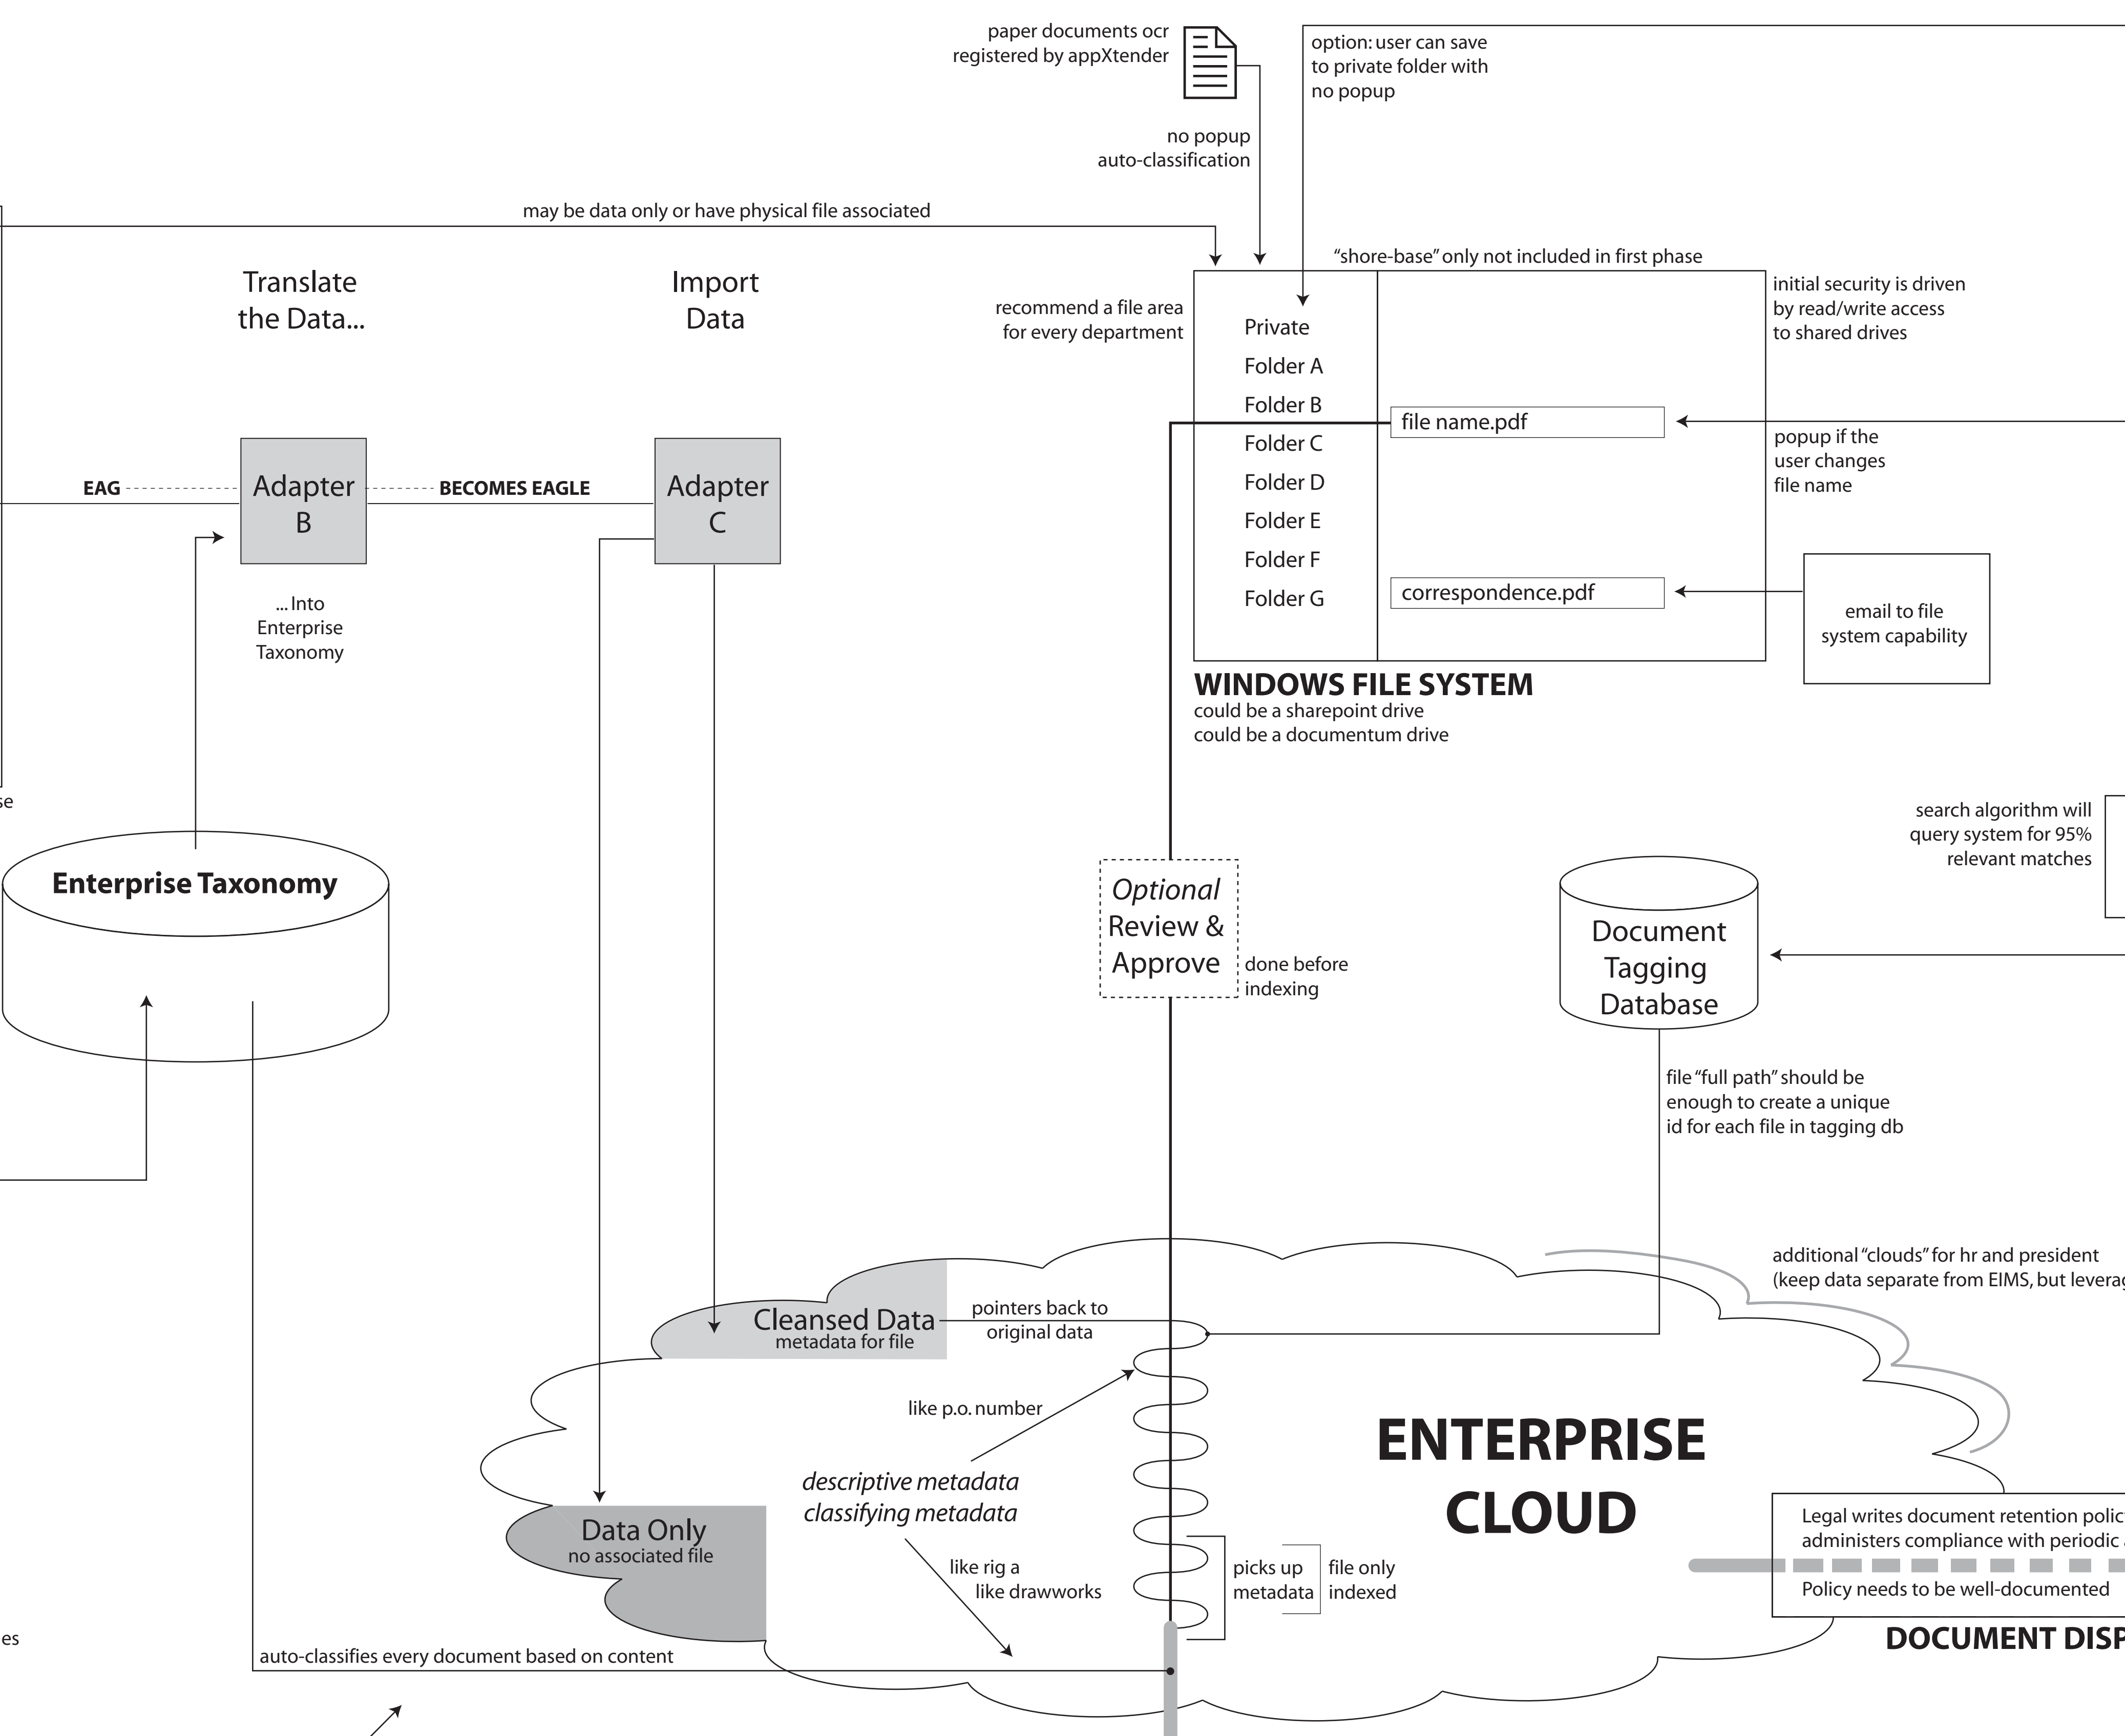 paper documents ocr
registered by appXtender
option: user can save
to private folder with
no popup
no popup
auto-classification
may be data only or have physical file associated
“shore-base” only not included in first phase
Translate
the Data...
Import
Data
recommend a file area
for every department
initial security is driven
by read/write access
to shared drives
Private
Folder A
Folder B
Folder C
Folder D
Folder E
Folder F
Folder G
file name.pdf
popup if the
user changes
file name
correspondence.pdf
email to file
system capability
EAG
Adapter
B
BECOMES EAGLE
Adapter
C
... Into
Enterprise
Taxonomy
WINDOWS FILE SYSTEM
could be a sharepoint drive
could be a documentum drive
se
Enterprise Taxonomy
Optional
Review &
Approve
done before
indexing
Document
Tagging
Database
search algorithm will
query system for 95%
relevant matches
file “full path” should be
enough to create a unique
id for each file in tagging db
additional “clouds” for hr and president
(keep data separate from EIMS, but leverag
Cleansed Data
metadata for file
pointers back to
original data
like p.o. number
descriptive metadata
classifying metadata
ENTERPRISE
CLOUD
Data Only
no associated file
like rig a
like drawworks
picks up
metadata
file only
indexed
Legal writes document retention polic
administers compliance with periodic a
Policy needs to be well-documented
DOCUMENT DISP
es
auto-classifies every document based on content